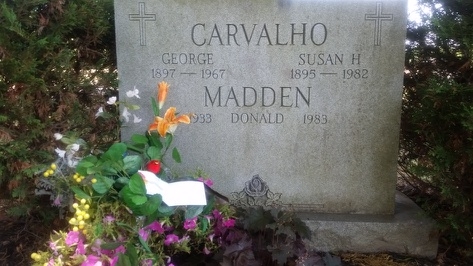 CARVALHO
GEORGE SUSAN H
1897 — 1967 1895 — 1982
MADDEN
1933 DONALD 1983